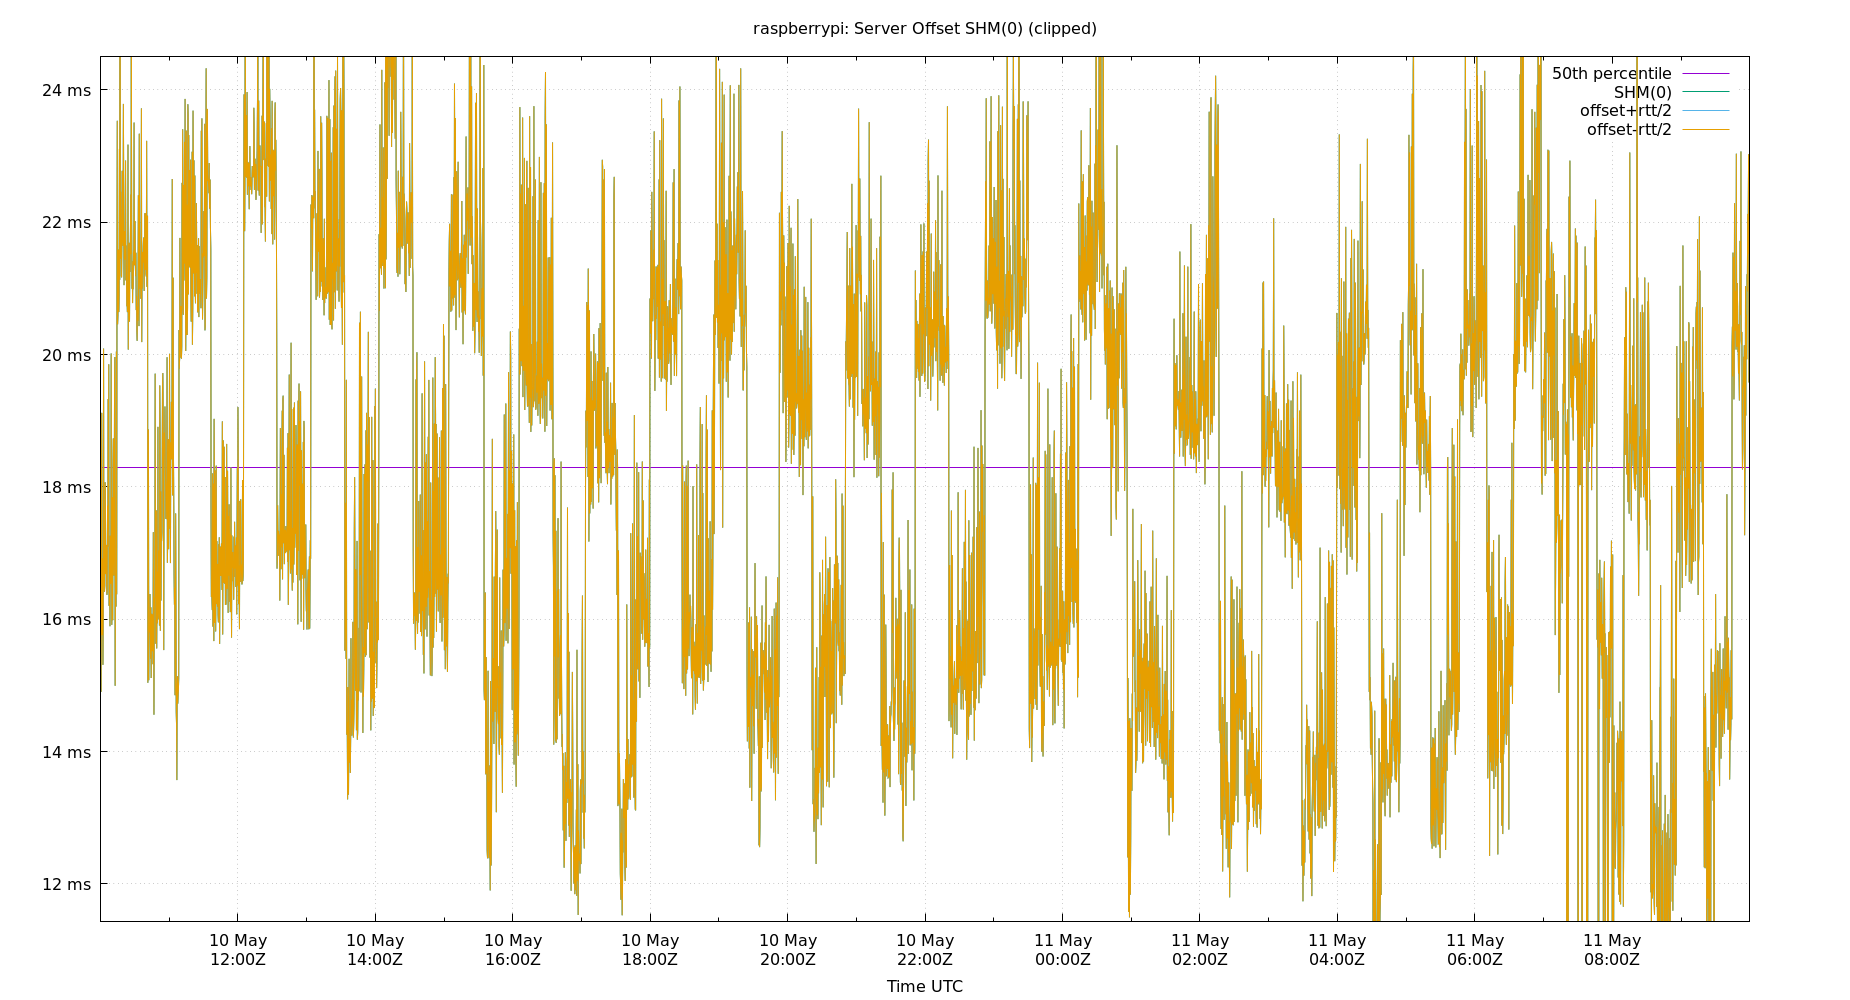 raspberrypi: Server Offset SHM(0) (clipped)
50th percentile
SHM(0)
offset+rtt/2
offset-rtt/2
24 ms
22 ms
20 ms
18 ms
16 ms
14 ms
12 ms
10 May 10 May 10 May 10 May 10 May 10 May 11 May 11 May 11 May 11 May 11 May
12:00Z 14:00Z 16:00Z 18:00Z 20:00Z 22:00Z 00:00Z 02:00Z 04:00Z 06:00Z 08:00Z
Time UTC